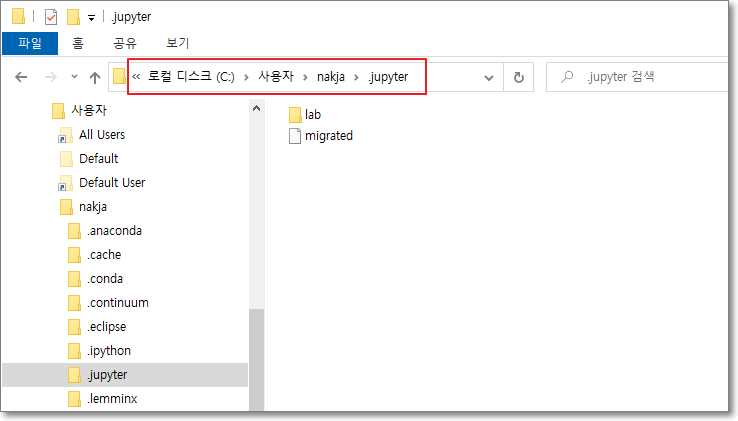 .jupyter
파일 홈 공유 보기
« 로컬 디스크 (C:) > 사용자 > nakja > .jupyter
.jupyter 검색
사용자
All Users
Default
Default User
nakja
.anaconda
.cache
.conda
.continuum
.eclipse
.ipython
.jupyter
.lemminx
lab
migrated